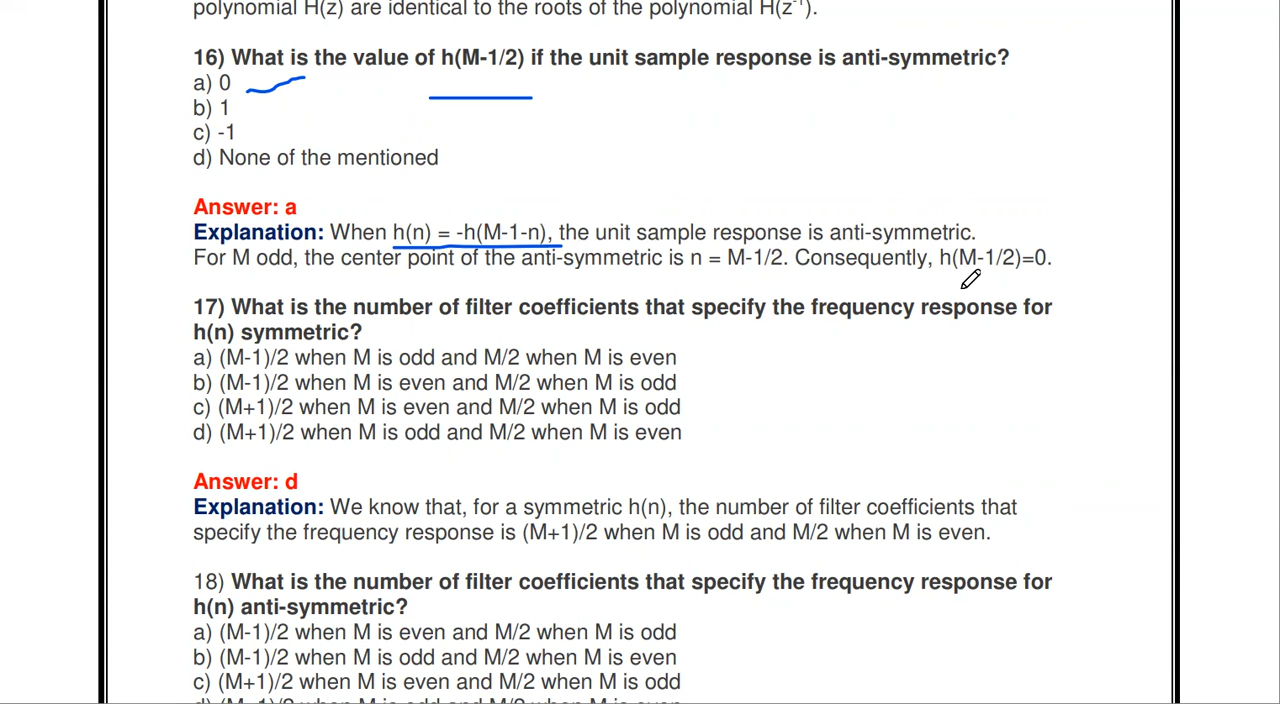 polynomial H(z) are identical to the roots of the polynomial H(z⁻¹).
16) What is the value of h(M-1/2) if the unit sample response is anti-symmetric?
a) 0
b) 1
c) -1
d) None of the mentioned
Answer: a
Explanation: When h(n) = -h(M-1-n), the unit sample response is anti-symmetric.
For M odd, the center point of the anti-symmetric is n = M-1/2. Consequently, h(M-1/2)=0.
17) What is the number of filter coefficients that specify the frequency response for
h(n) symmetric?
a) (M-1)/2 when M is odd and M/2 when M is even
b) (M-1)/2 when M is even and M/2 when M is odd
c) (M+1)/2 when M is even and M/2 when M is odd
d) (M+1)/2 when M is odd and M/2 when M is even
Answer: d
Explanation: We know that, for a symmetric h(n), the number of filter coefficients that
specify the frequency response is (M+1)/2 when M is odd and M/2 when M is even.
18) What is the number of filter coefficients that specify the frequency response for
h(n) anti-symmetric?
a) (M-1)/2 when M is even and M/2 when M is odd
b) (M-1)/2 when M is odd and M/2 when M is even
c) (M+1)/2 when M is even and M/2 when M is odd